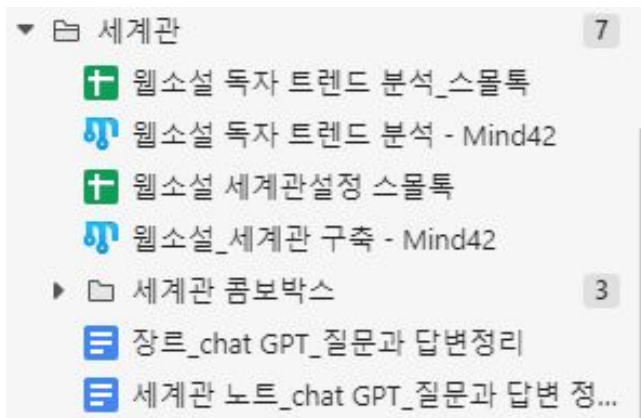 세계관 7
웹소설 독자 트렌드 분석_스몰톡
웹소설 독자 트렌드 분석 - Mind42
웹소설 세계관설정 스몰톡
웹소설_세계관 구축 - Mind42
세계관 콤보박스 3
장르_chat GPT_질문과 답변정리
세계관 노트_chat GPT_질문과 답변 정...